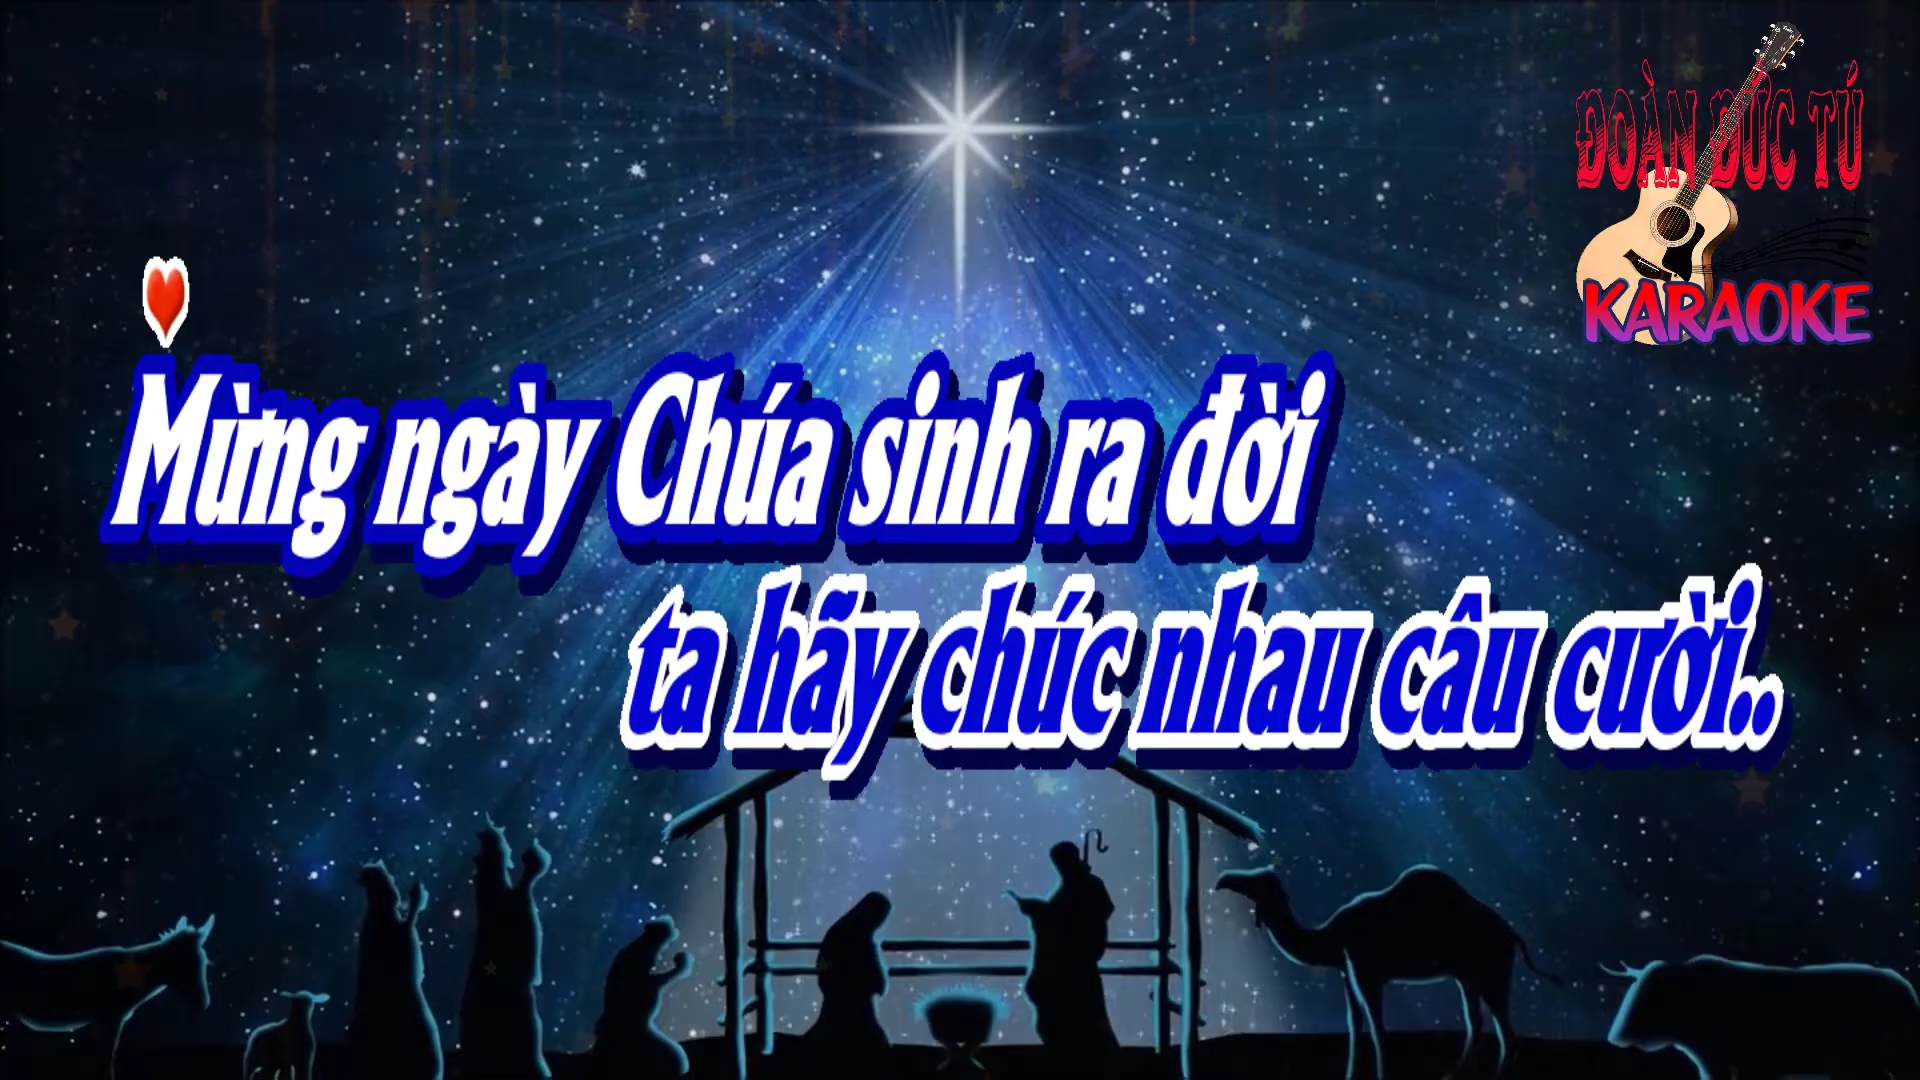 ĐOÀN ĐỨC TÚ
KARAOKE
Mừng ngày Chúa sinh ra đời
ta hãy chúc nhau câu cười..